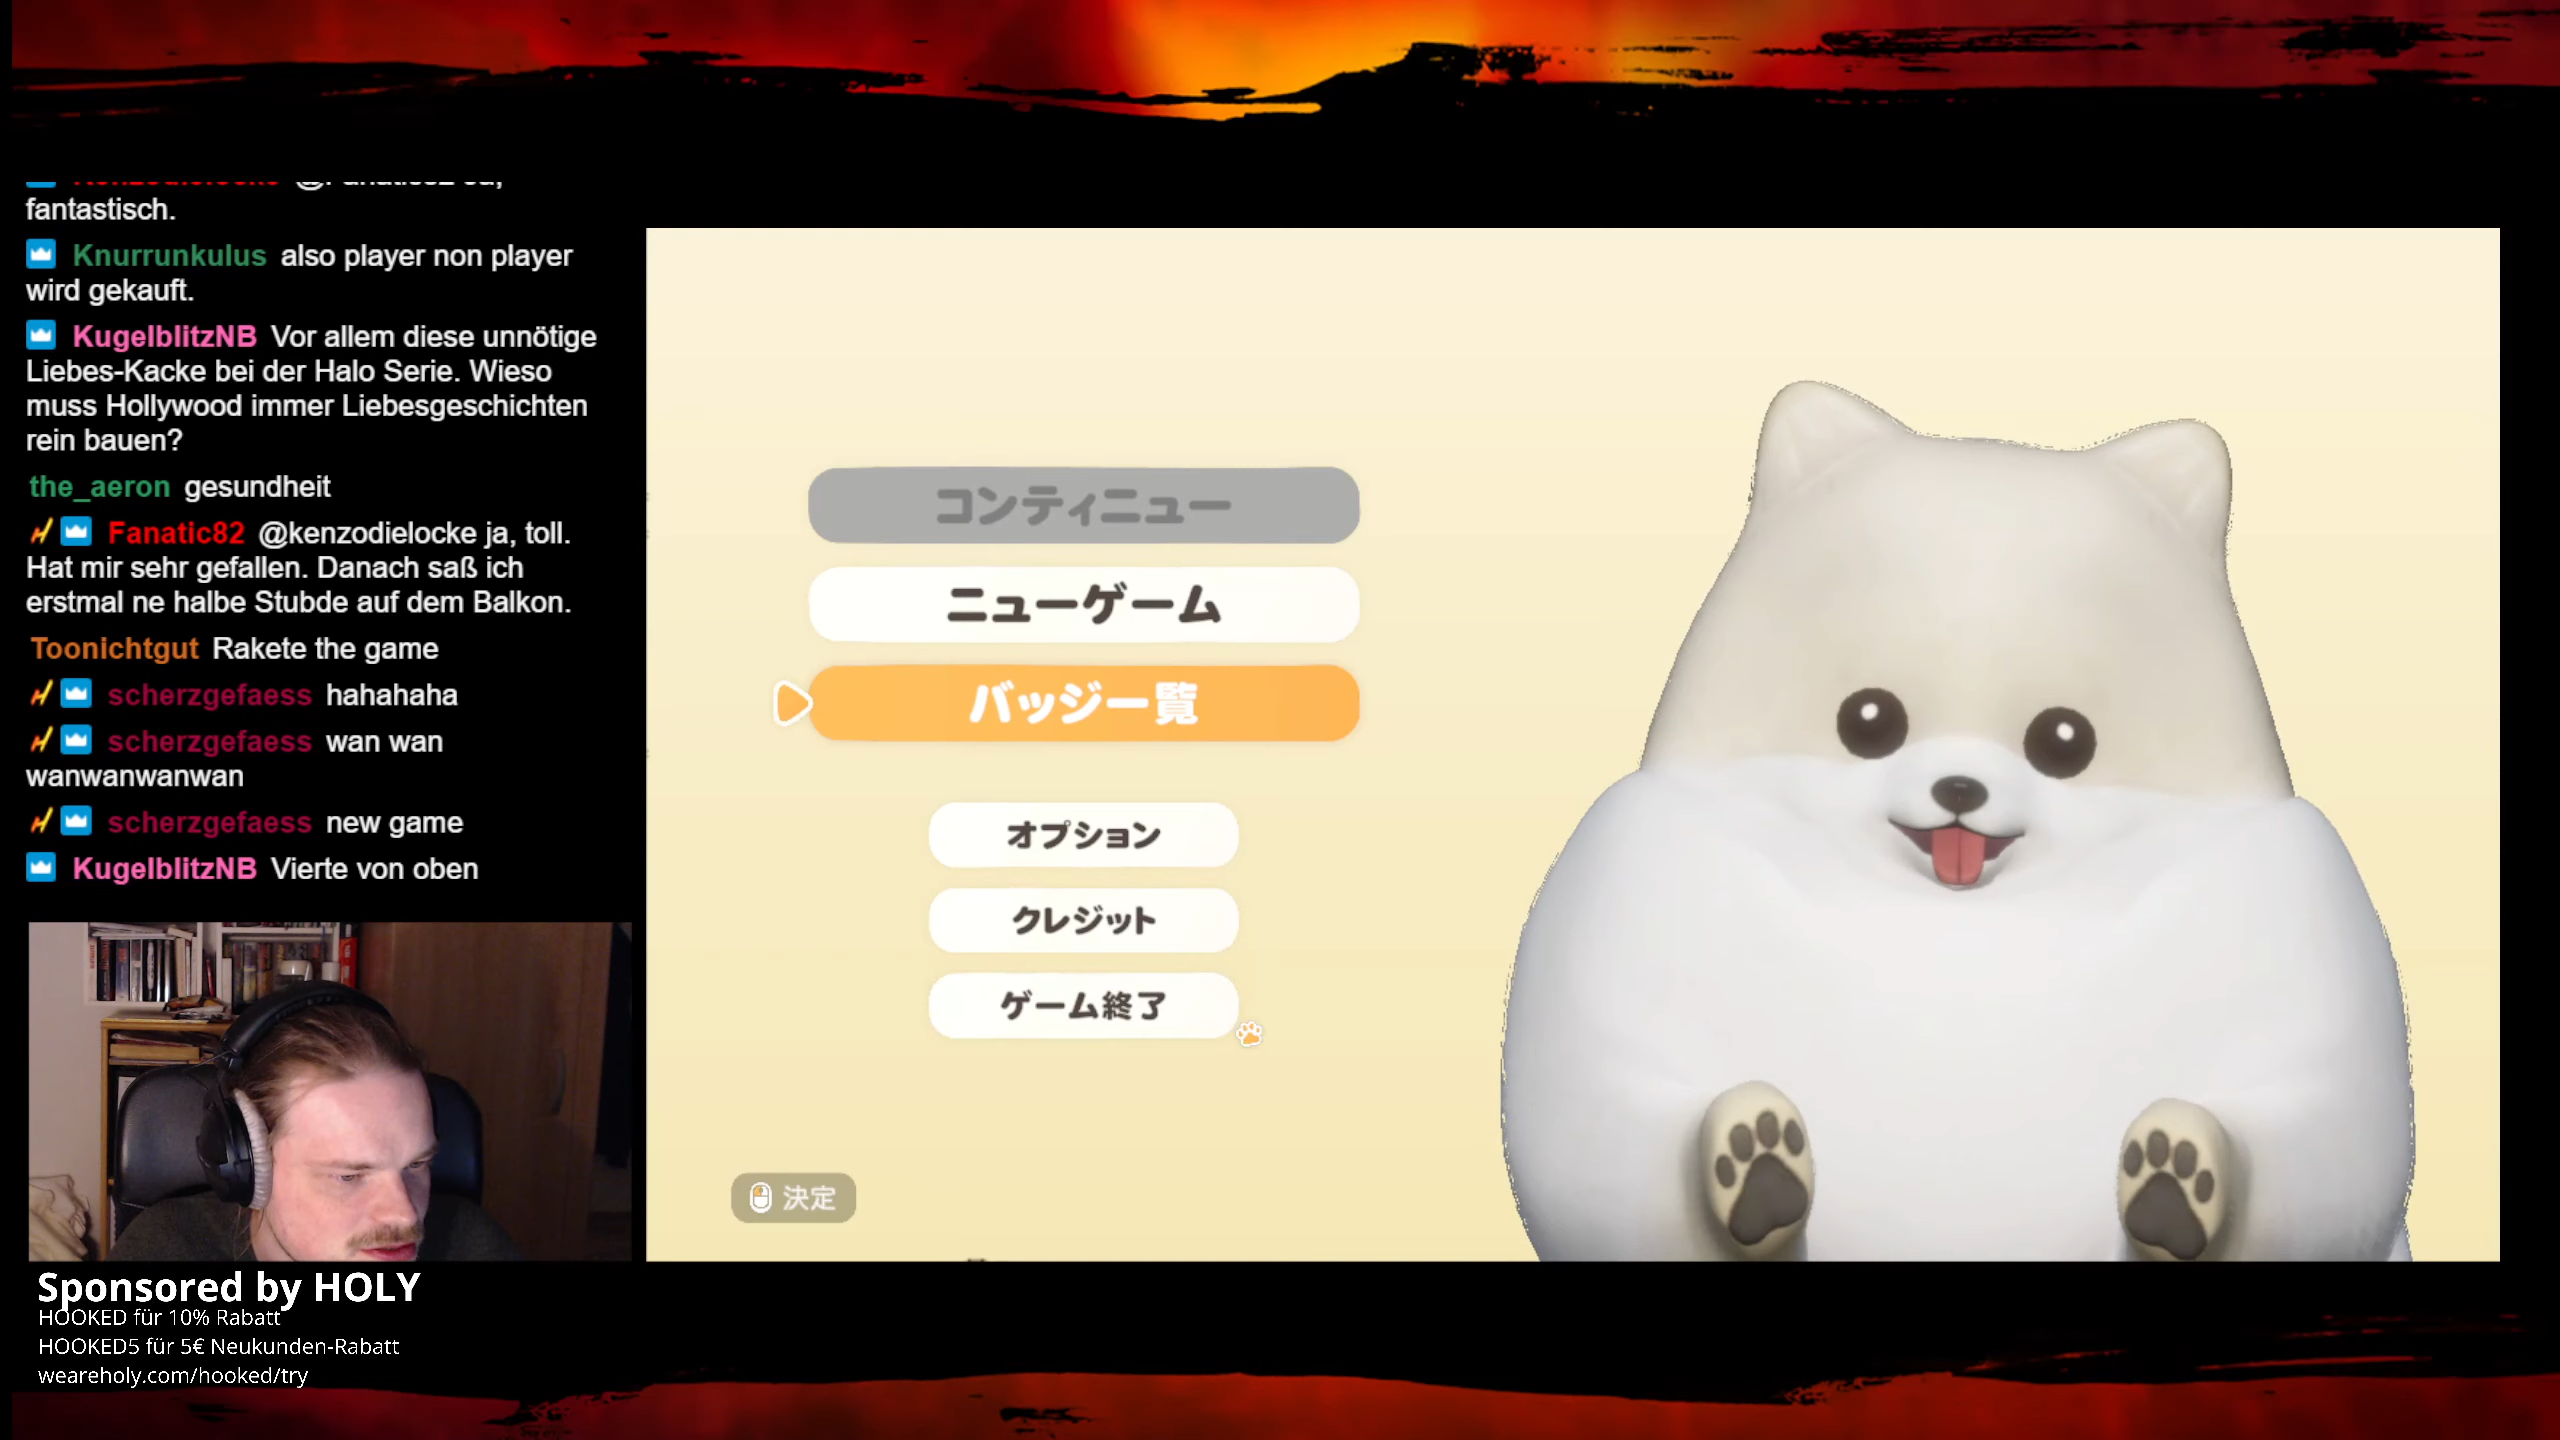 fantastisch.
Knurrunkulus also player non player
wird gekauft.
KugelblitzNB Vor allem diese unnötige
Liebes-Kacke bei der Halo Serie. Wieso
muss Hollywood immer Liebesgeschichten
rein bauen?
the_aeron gesundheit
Fanatic82 @kenzodielocke ja, toll.
Hat mir sehr gefallen. Danach saß ich
erstmal ne halbe Stubde auf dem Balkon.
Toonichtgut Rakete the game
scherzgefaess hahahaha
scherzgefaess wan wan
wanwanwanwan
scherzgefaess new game
KugelblitzNB Vierte von oben
コンティニュー
ニューゲーム
バッジ一覧
オプション
クレジット
ゲーム終了
決定
Sponsored by HOLY
HOOKED für 10% Rabatt
HOOKED5 für 5€ Neukunden-Rabatt
weareholy.com/hooked/try